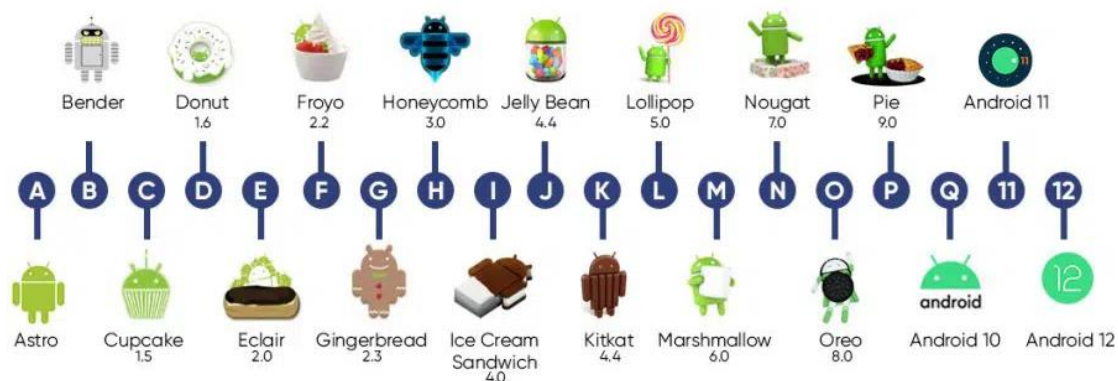 Bender
Donut
1.6
Froyo
2.2
Honeycomb
3.0
Jelly Bean
4.4
Lollipop
5.0
Nougat
7.0
Pie
9.0
11
Android 11
A B C D E F G H I J K L M N O P Q 11 12
Astro
Cupcake
1.5
Eclair
2.0
Gingerbread
2.3
Ice Cream
Sandwich
4.0
Kitkat
4.4
Marshmallow
6.0
Oreo
8.0
android
Android 10
12
Android 12